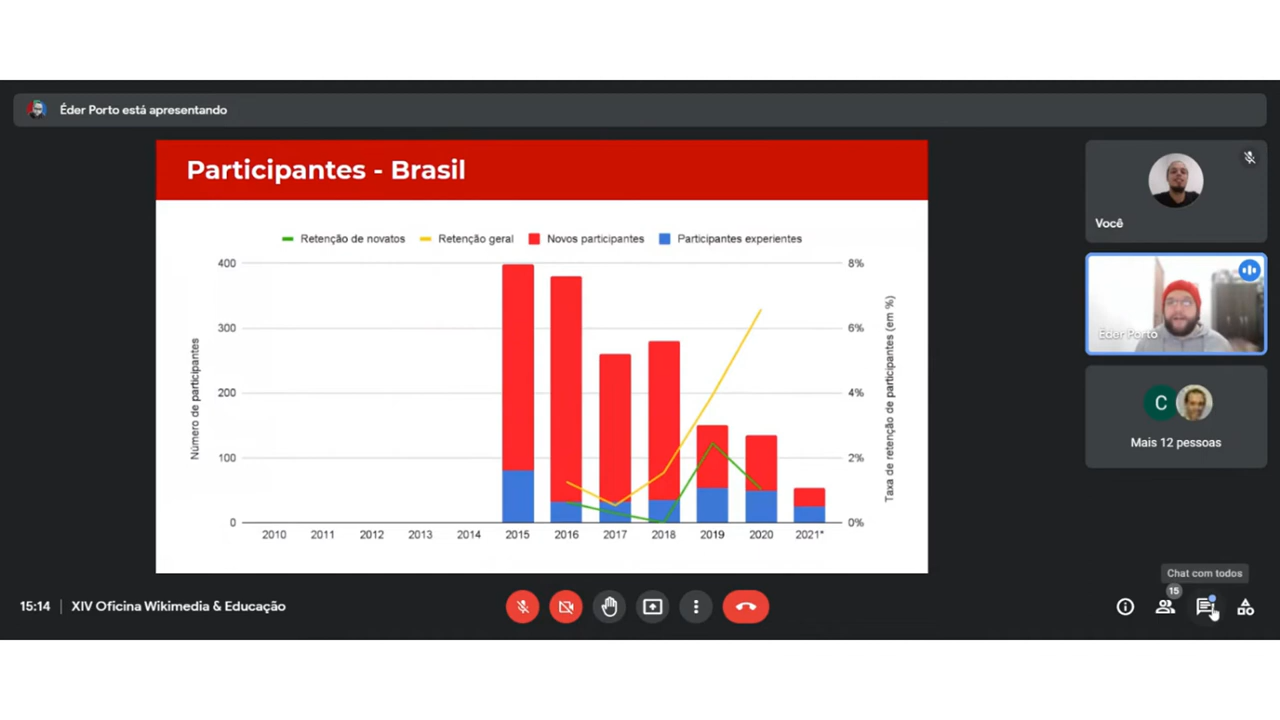 Éder Porto está apresentando
Participantes - Brasil
Retenção de novatos Retenção geral Novos participantes Participantes experientes
400 8%
300 6%
200 4%
100 2%
0 0%
Número de participantes
Taxa de retenção de participantes (em %)
2010 2011 2012 2013 2014 2015 2016 2017 2018 2019 2020 2021*
Você
Éder Porto
C
Mais 12 pessoas
Chat com todos
15
15:14 | XIV Oficina Wikimedia & Educação